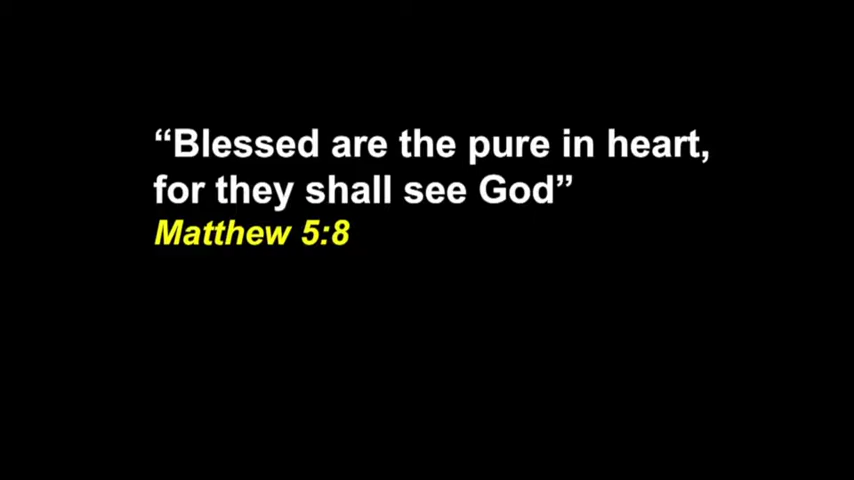 “Blessed are the pure in heart,
for they shall see God”
Matthew 5:8